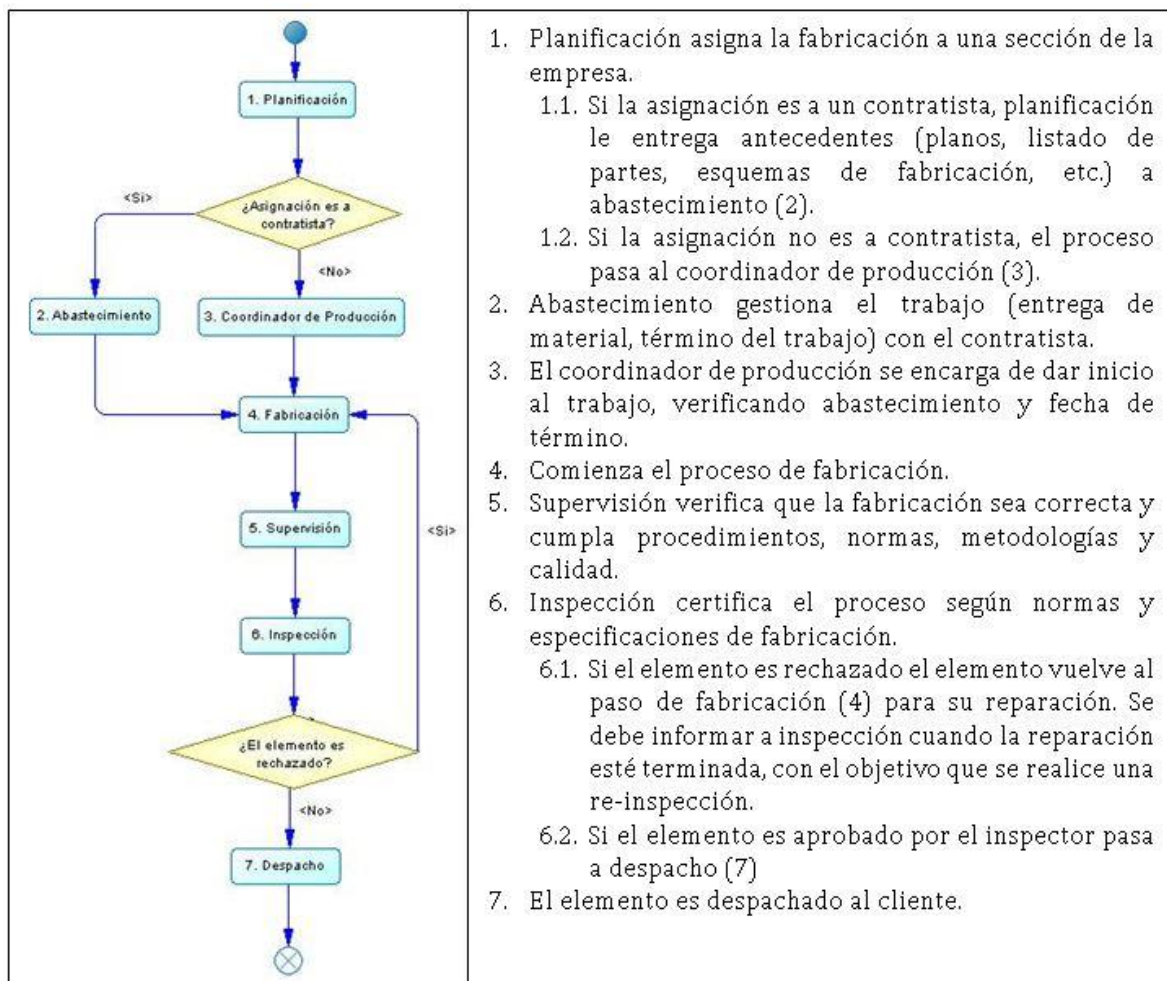 1. Planificación
¿Asignación es a
contratista?
<Si>
<No>
2. Abastecimiento
3. Coordinador de Producción
4. Fabricación
5. Supervisión
<Si>
6. Inspección
¿El elemento es
rechazado?
<No>
7. Despacho
1. Planificación asigna la fabricación a una sección de la
empresa.
1.1. Si la asignación es a un contratista, planificación
le entrega antecedentes (planos, listado de
partes, esquemas de fabricación, etc.) a
abastecimiento (2).
1.2. Si la asignación no es a contratista, el proceso
pasa al coordinador de producción (3).
2. Abastecimiento gestiona el trabajo (entrega de
material, término del trabajo) con el contratista.
3. El coordinador de producción se encarga de dar inicio
al trabajo, verificando abastecimiento y fecha de
término.
4. Comienza el proceso de fabricación.
5. Supervisión verifica que la fabricación sea correcta y
cumpla procedimientos, normas, metodologías y
calidad.
6. Inspección certifica el proceso según normas y
especificaciones de fabricación.
6.1. Si el elemento es rechazado el elemento vuelve al
paso de fabricación (4) para su reparación. Se
debe informar a inspección cuando la reparación
esté terminada, con el objetivo que se realice una
re-inspección.
6.2. Si el elemento es aprobado por el inspector pasa
a despacho (7)
7. El elemento es despachado al cliente.